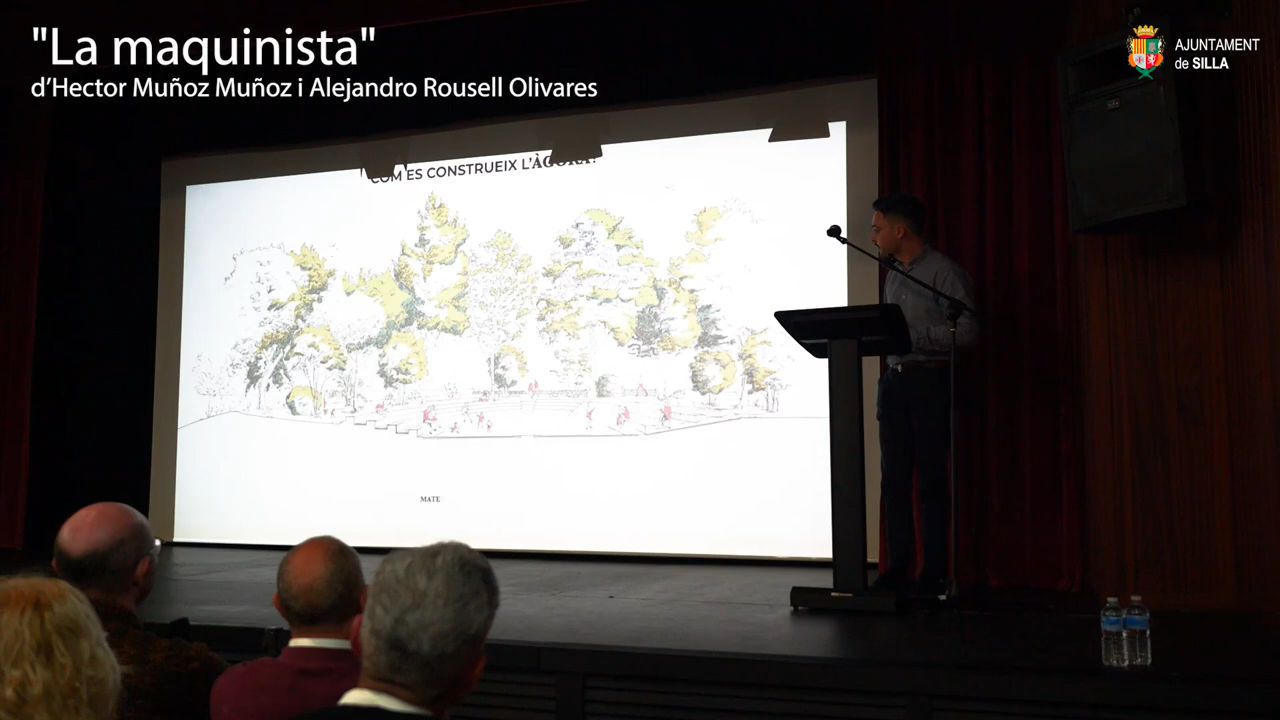 "La maquinista"
d'Hector Muñoz Muñoz i Alejandro Rousell Olivares
AJUNTAMENT
de SILLA
COM ES CONSTRUEIX L'ÀGORA?
MATE